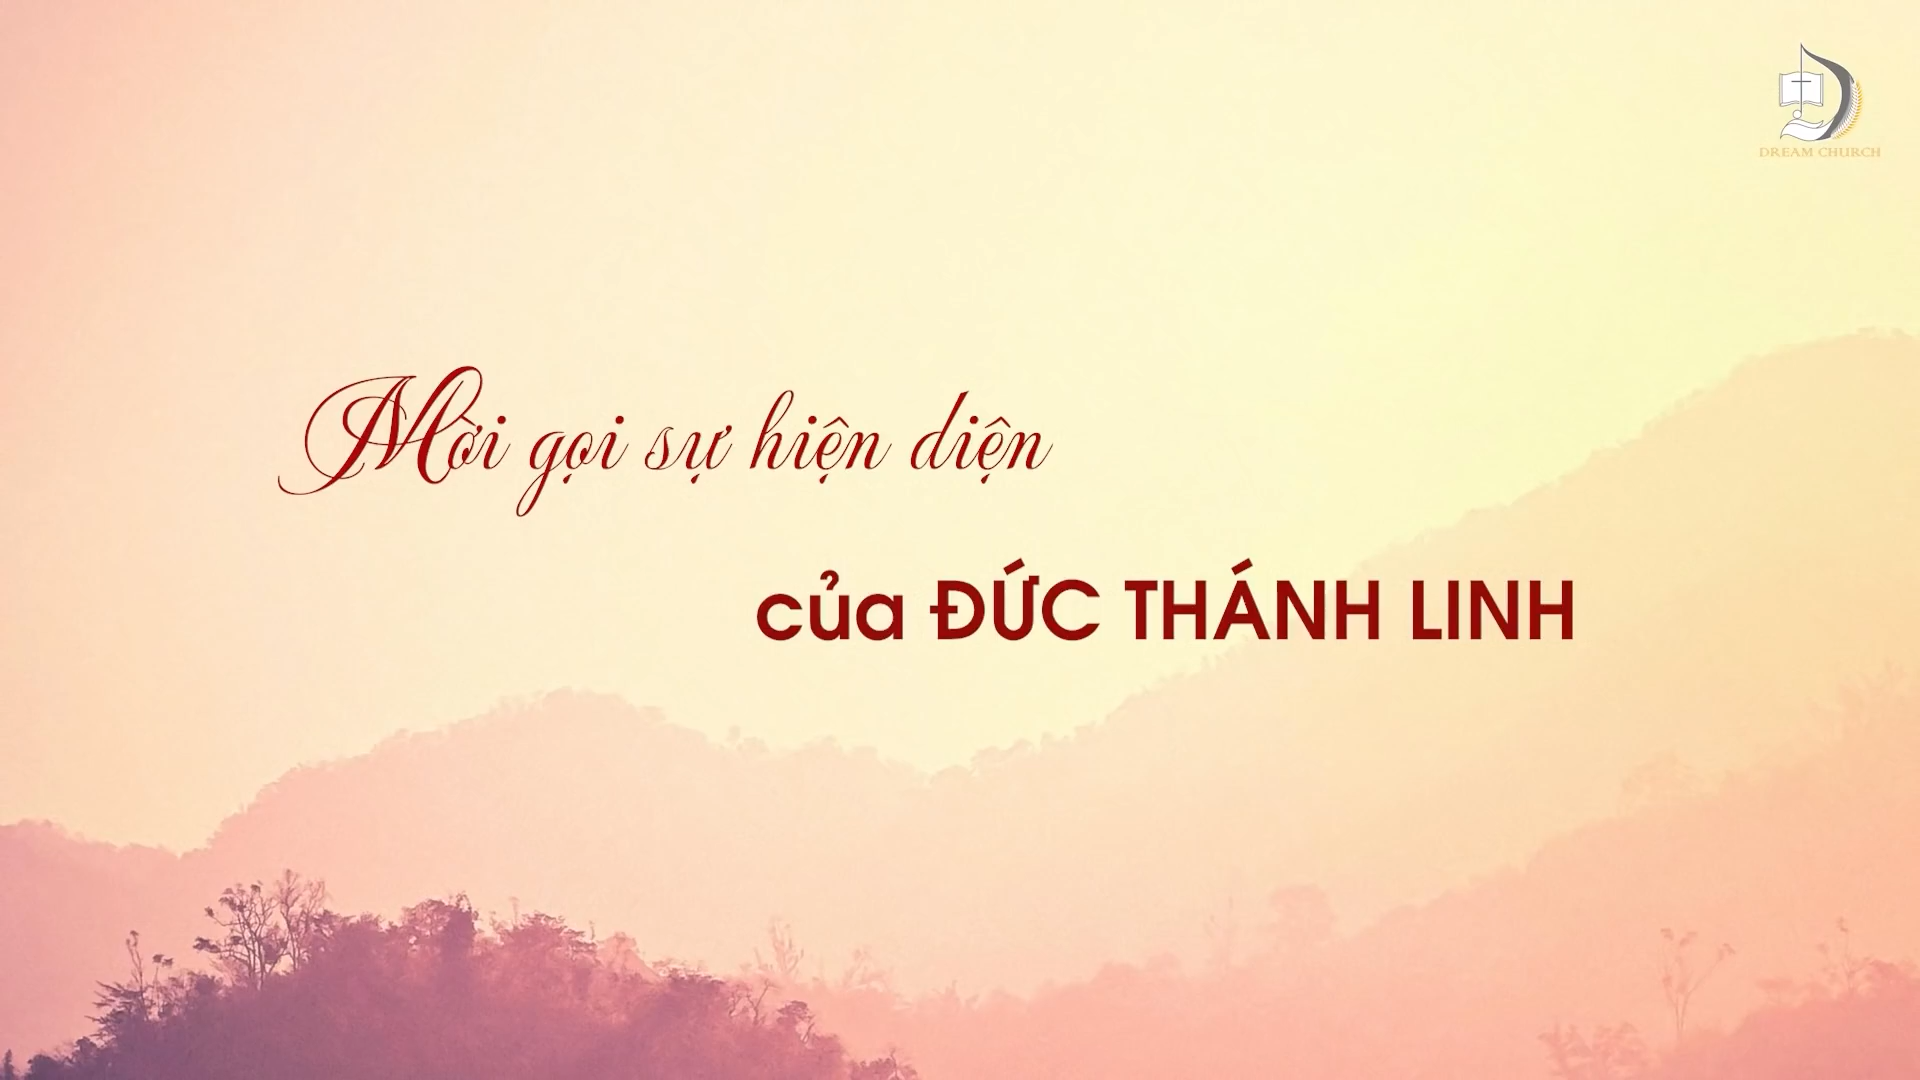 DREAM CHURCH
Mời gọi sự hiện diện
của ĐỨC THÁNH LINH